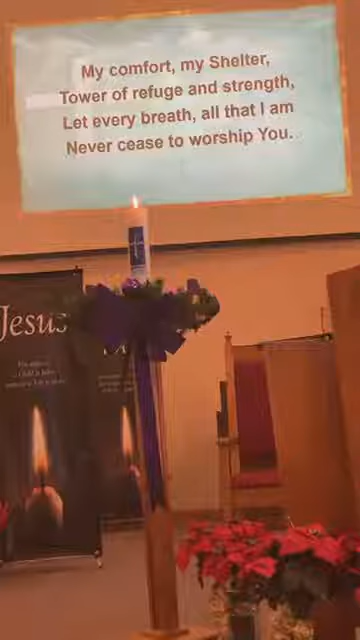 My comfort, my Shelter,
Tower of refuge and strength,
Let every breath, all that I am
Never cease to worship You.
Jesus